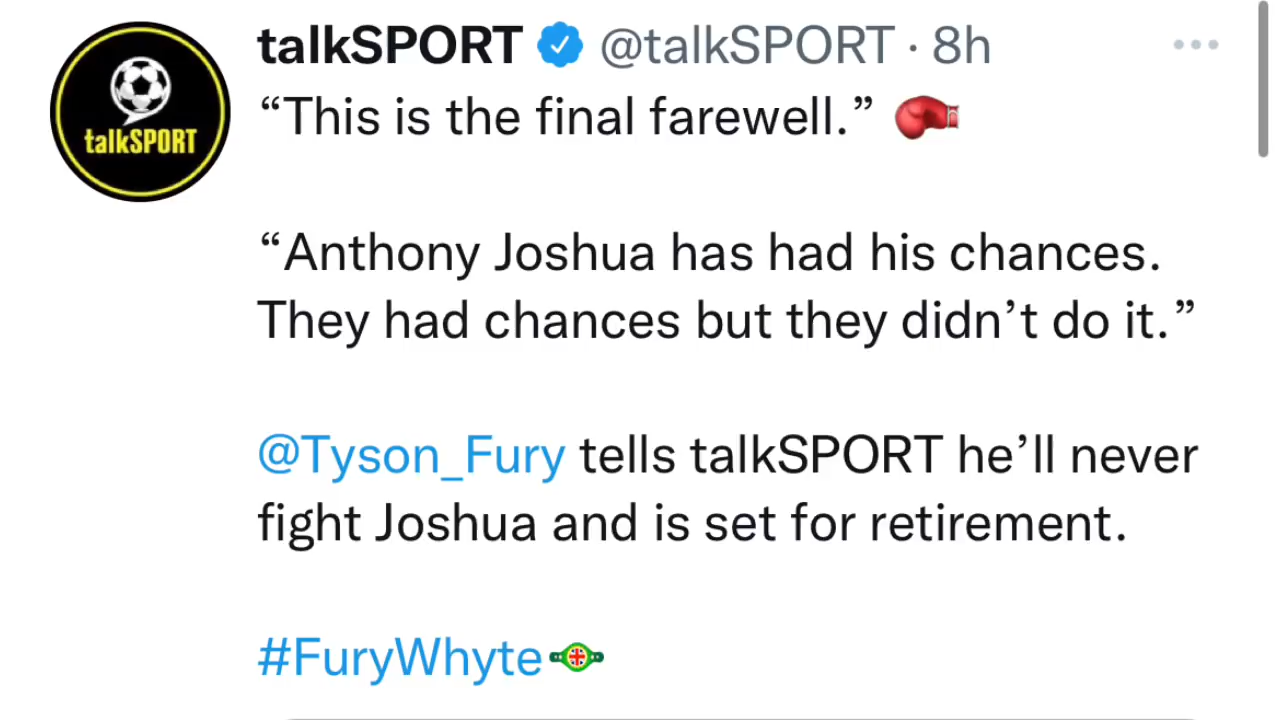 talkSPORT @talkSPORT · 8h
talkSPORT
“This is the final farewell.” 🥊
“Anthony Joshua has had his chances.
They had chances but they didn’t do it.”
@Tyson_Fury tells talkSPORT he’ll never
fight Joshua and is set for retirement.
#FuryWhyte